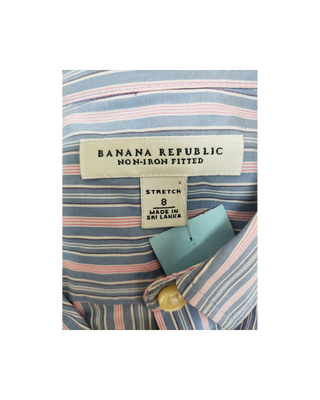 BANANA REPUBLIC
NON-IRON FITTED
STRETCH
8
MADE IN
SRI LANKA